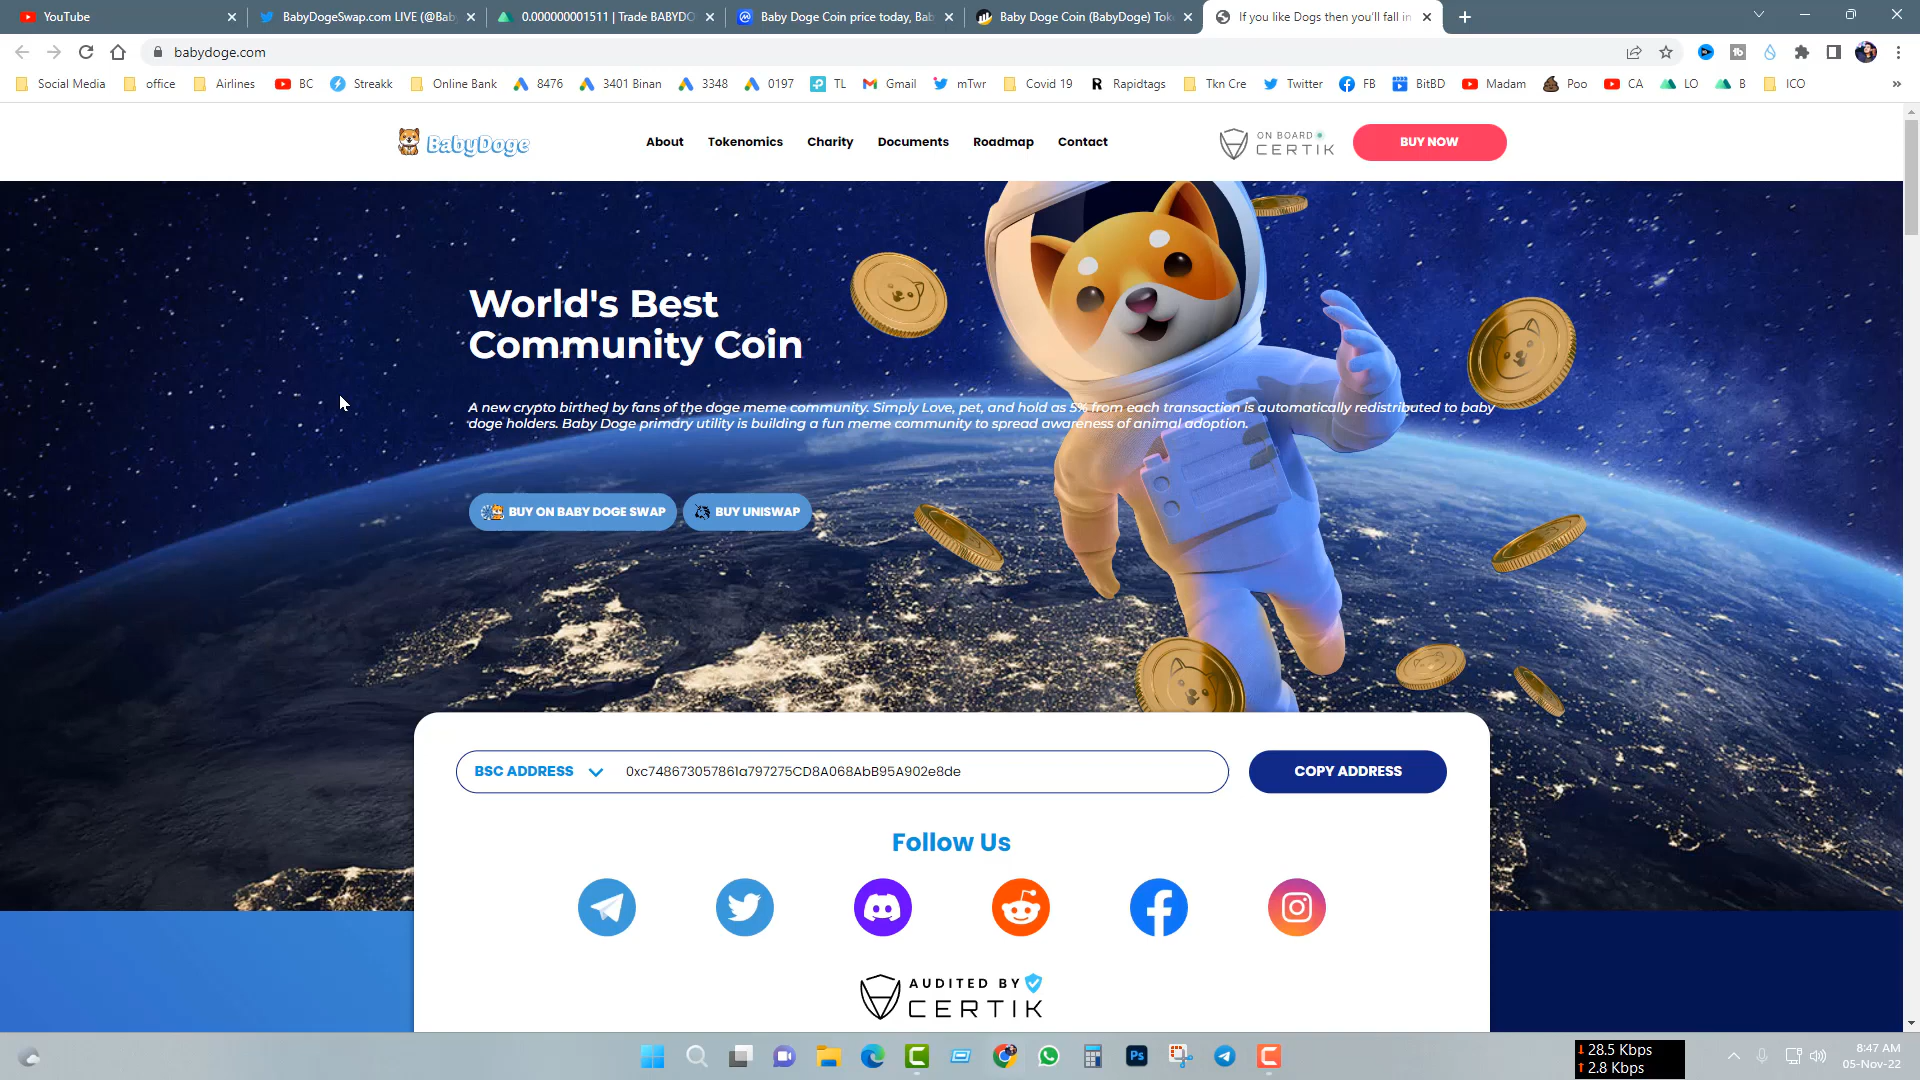 YouTube
BabyDogeSwap.com LIVE (@Bab
0.000000001511 | Trade BABYDO
Baby Doge Coin price today, Bab
Baby Doge Coin (BabyDoge) Tok
If you like Dogs then you'll fall in
babydoge.com
Social Media
office
Airlines
BC
Streakk
Online Bank
8476
3401 Binan
3348
0197
TL
Gmail
mTwr
Covid 19
Rapidtags
Tkn Cre
Twitter
FB
BitBD
Madam
Poo
CA
LO
B
ICO
BabyDoge
About
Tokenomics
Charity
Documents
Roadmap
Contact
ON BOARD
CERTIK
BUY NOW
World's Best
Community Coin
A new crypto birthed by fans of the doge meme community. Simply Love, pet, and hold as 5% from each transaction is automatically redistributed to baby
doge holders. Baby Doge primary utility is building a fun meme community to spread awareness of animal adoption.
BUY ON BABY DOGE SWAP
BUY UNISWAP
BSC ADDRESS
0xc748673057861a797275CD8A068AbB95A902e8de
COPY ADDRESS
Follow Us
AUDITED BY
CERTIK
28.5 Kbps
2.8 Kbps
8:47 AM
05-Nov-22